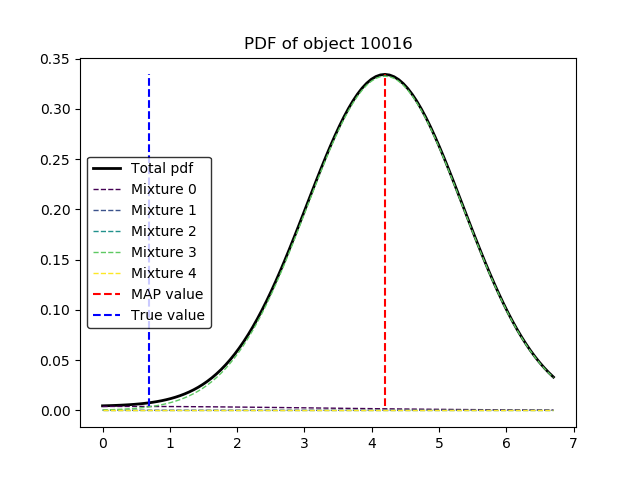 PDF of object 10016
0.35
0.30
0.25
0.20
0.15
0.10
0.05
0.00
Total pdf
Mixture 0
Mixture 1
Mixture 2
Mixture 3
Mixture 4
MAP value
True value
0 1 2 3 4 5 6 7